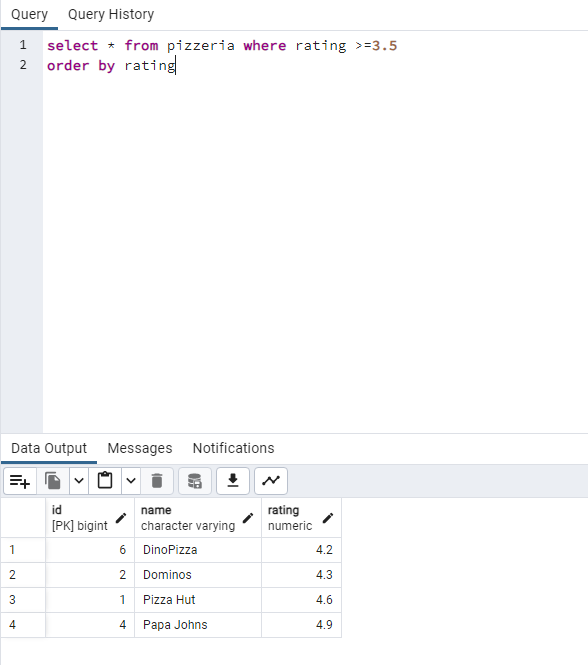 Query Query History
1 select * from pizzeria where rating >=3.5
2 order by rating
Data Output Messages Notifications
id name rating
[PK] bigint character varying numeric
1 6 DinoPizza 4.2
2 2 Dominos 4.3
3 1 Pizza Hut 4.6
4 4 Papa Johns 4.9